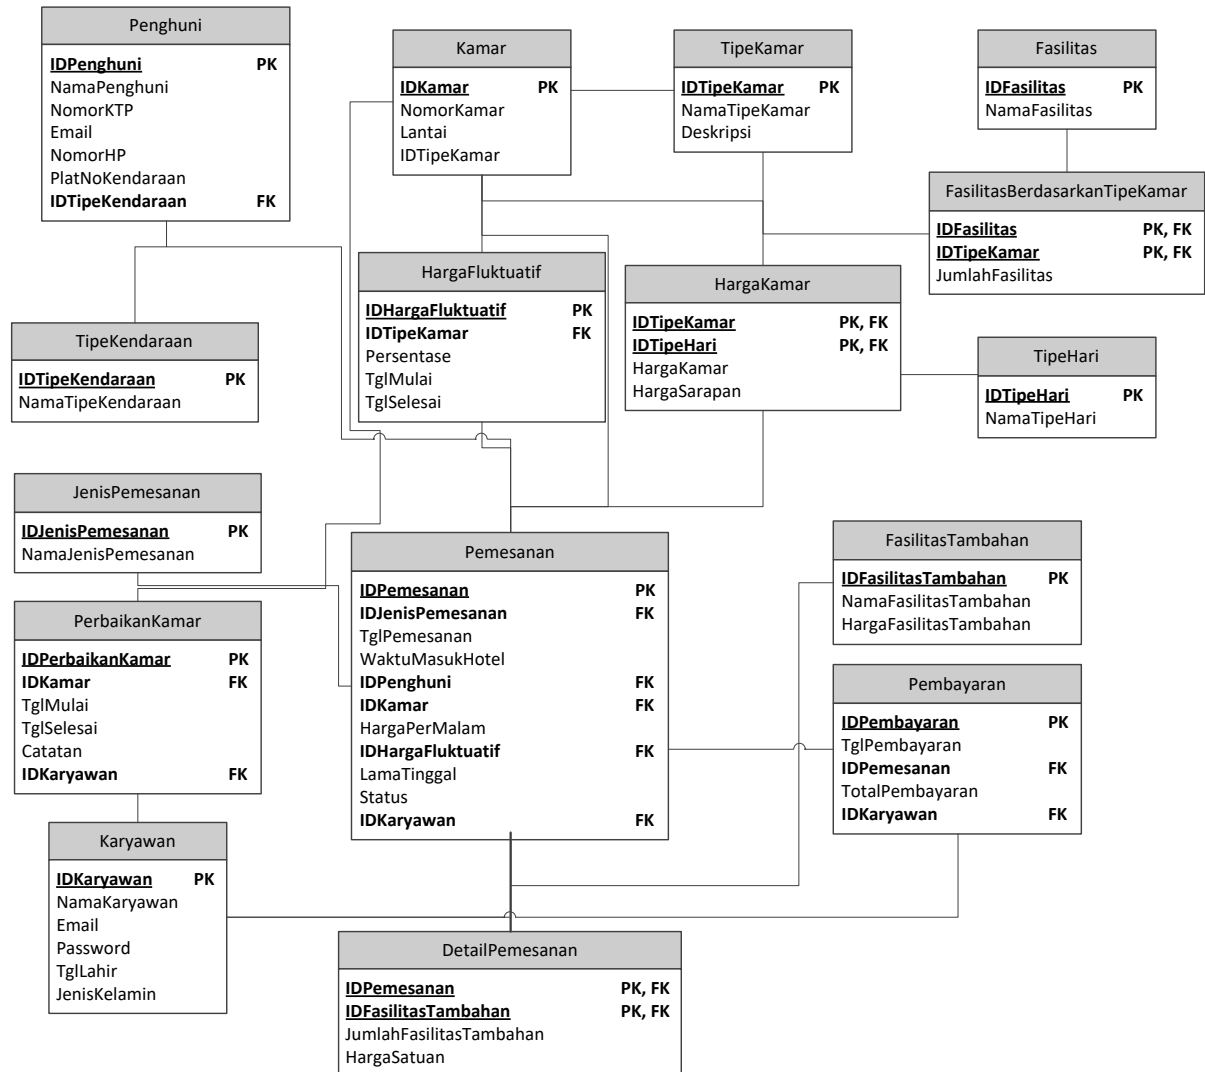 Penghuni
IDPenghuni PK
NamaPenghuni
NomorKTP
Email
NomorHP
PlatNoKendaraan
IDTipeKendaraan FK
Kamar
IDKamar PK
NomorKamar
Lantai
IDTipeKamar
TipeKamar
IDTipeKamar PK
NamaTipeKamar
Deskripsi
Fasilitas
IDFasilitas PK
NamaFasilitas
FasilitasBerdasarkanTipeKamar
IDFasilitas PK, FK
IDTipeKamar PK, FK
JumlahFasilitas
HargaFluktuatif
IDHargaFluktuatif PK
IDTipeKamar FK
Persentase
TglMulai
TglSelesai
HargaKamar
IDTipeKamar PK, FK
IDTipeHari PK, FK
HargaKamar
HargaSarapan
TipeKendaraan
IDTipeKendaraan PK
NamaTipeKendaraan
TipeHari
IDTipeHari PK
NamaTipeHari
JenisPemesanan
IDJenisPemesanan PK
NamaJenisPemesanan
Pemesanan
IDPemesanan PK
IDJenisPemesanan FK
TglPemesanan
WaktuMasukHotel
IDPenghuni FK
IDKamar FK
HargaPerMalam
IDHargaFluktuatif FK
LamaTinggal
Status
IDKaryawan FK
FasilitasTambahan
IDFasilitasTambahan PK
NamaFasilitasTambahan
HargaFasilitasTambahan
PerbaikanKamar
IDPerbaikanKamar PK
IDKamar FK
TglMulai
TglSelesai
Catatan
IDKaryawan FK
Pembayaran
IDPembayaran PK
TglPembayaran
IDPemesanan FK
TotalPembayaran
IDKaryawan FK
Karyawan
IDKaryawan PK
NamaKaryawan
Email
Password
TglLahir
JenisKelamin
DetailPemesanan
IDPemesanan PK, FK
IDFasilitasTambahan PK, FK
JumlahFasilitasTambahan
HargaSatuan